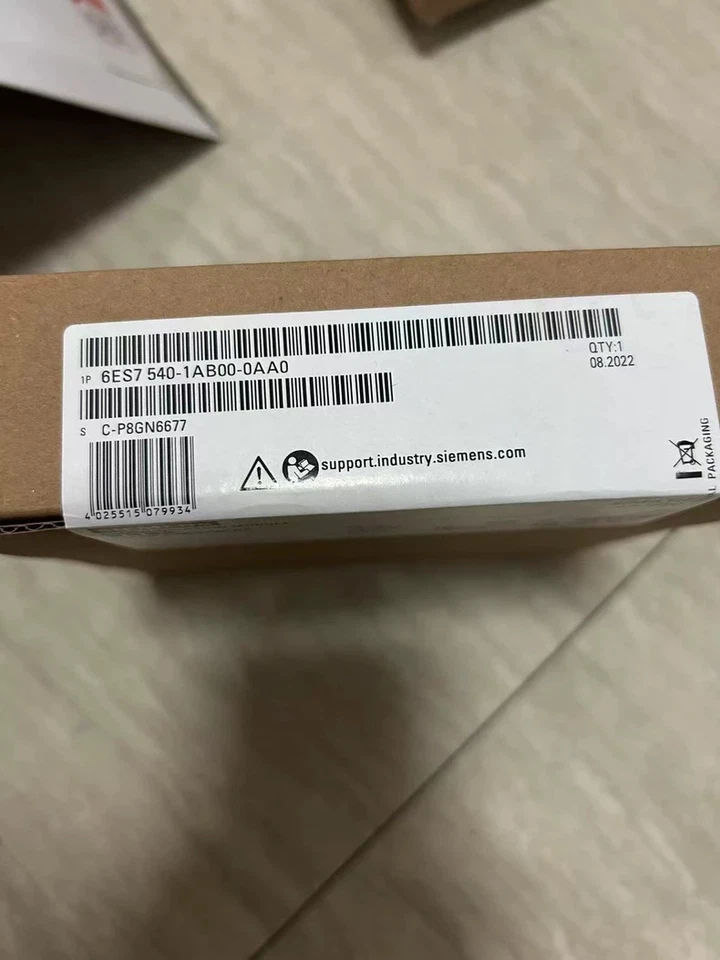 1P 6ES7 540-1AB00-0AA0
QTY:1
08.2022
S C-P8GN6677
support.industry.siemens.com
4 025515 079934
PACKAGING